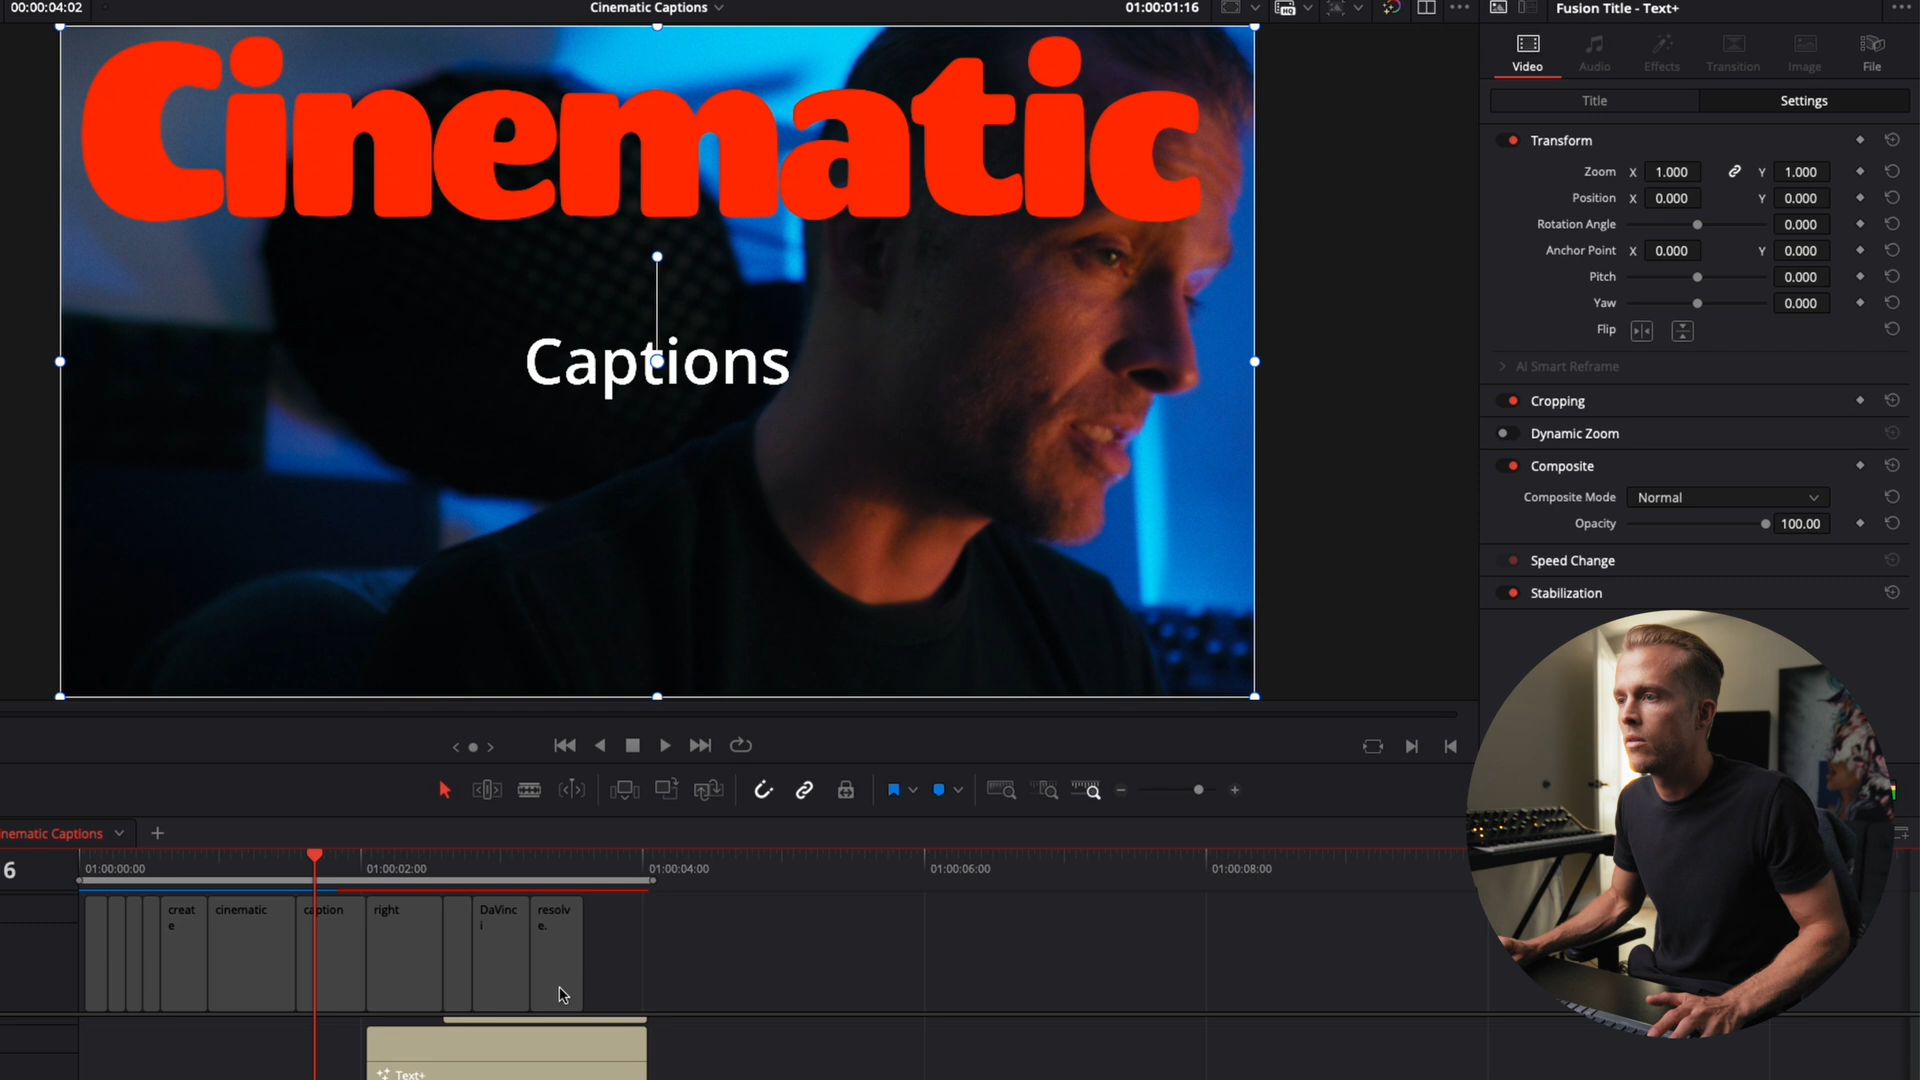 00:00:04:02
Cinematic Captions
01:00:01:16
HQ
Fusion Title - Text+
Video
Audio
Effects
Transition
Image
File
Title
Settings
Transform
Zoom X 1.000 Y 1.000
Position X 0.000 Y 0.000
Rotation Angle 0.000
Anchor Point X 0.000 Y 0.000
Pitch 0.000
Yaw 0.000
Flip
AI Smart Reframe
Cropping
Dynamic Zoom
Composite
Composite Mode Normal
Opacity 100.00
Speed Change
Stabilization
Cinematic
Captions
inematic Captions
6
01:00:00:00
01:00:02:00
01:00:04:00
01:00:06:00
01:00:08:00
creat
e
cinematic
caption
right
DaVinc
i
resolv
e.
Text+